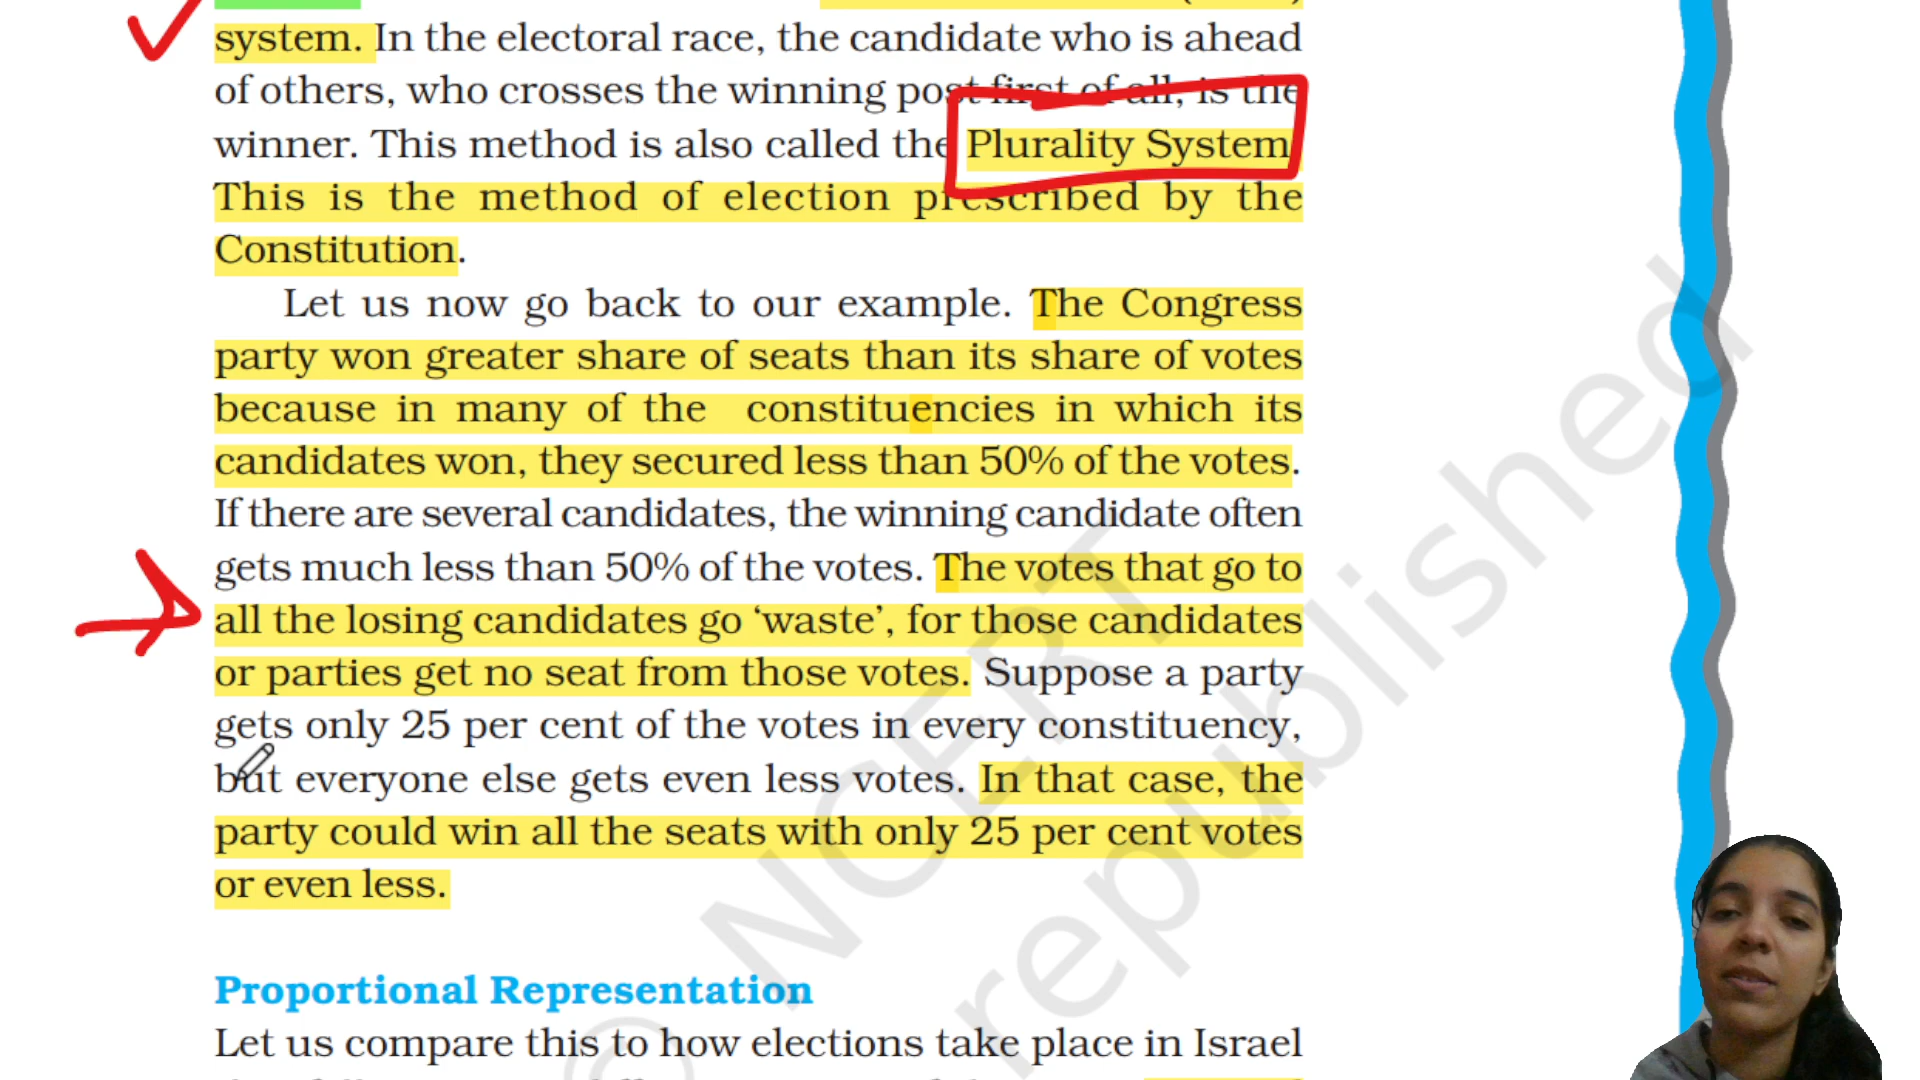 system. In the electoral race, the candidate who is ahead
of others, who crosses the winning post first of all, is the
winner. This method is also called the Plurality System
This is the method of election prescribed by the
Constitution.
Let us now go back to our example. The Congress
party won greater share of seats than its share of votes
because in many of the constituencies in which its
candidates won, they secured less than 50% of the votes.
If there are several candidates, the winning candidate often
gets much less than 50% of the votes. The votes that go to
all the losing candidates go ‘waste’, for those candidates
or parties get no seat from those votes. Suppose a party
gets only 25 per cent of the votes in every constituency,
but everyone else gets even less votes. In that case, the
party could win all the seats with only 25 per cent votes
or even less.
Proportional Representation
Let us compare this to how elections take place in Israel
© NCERT
republished